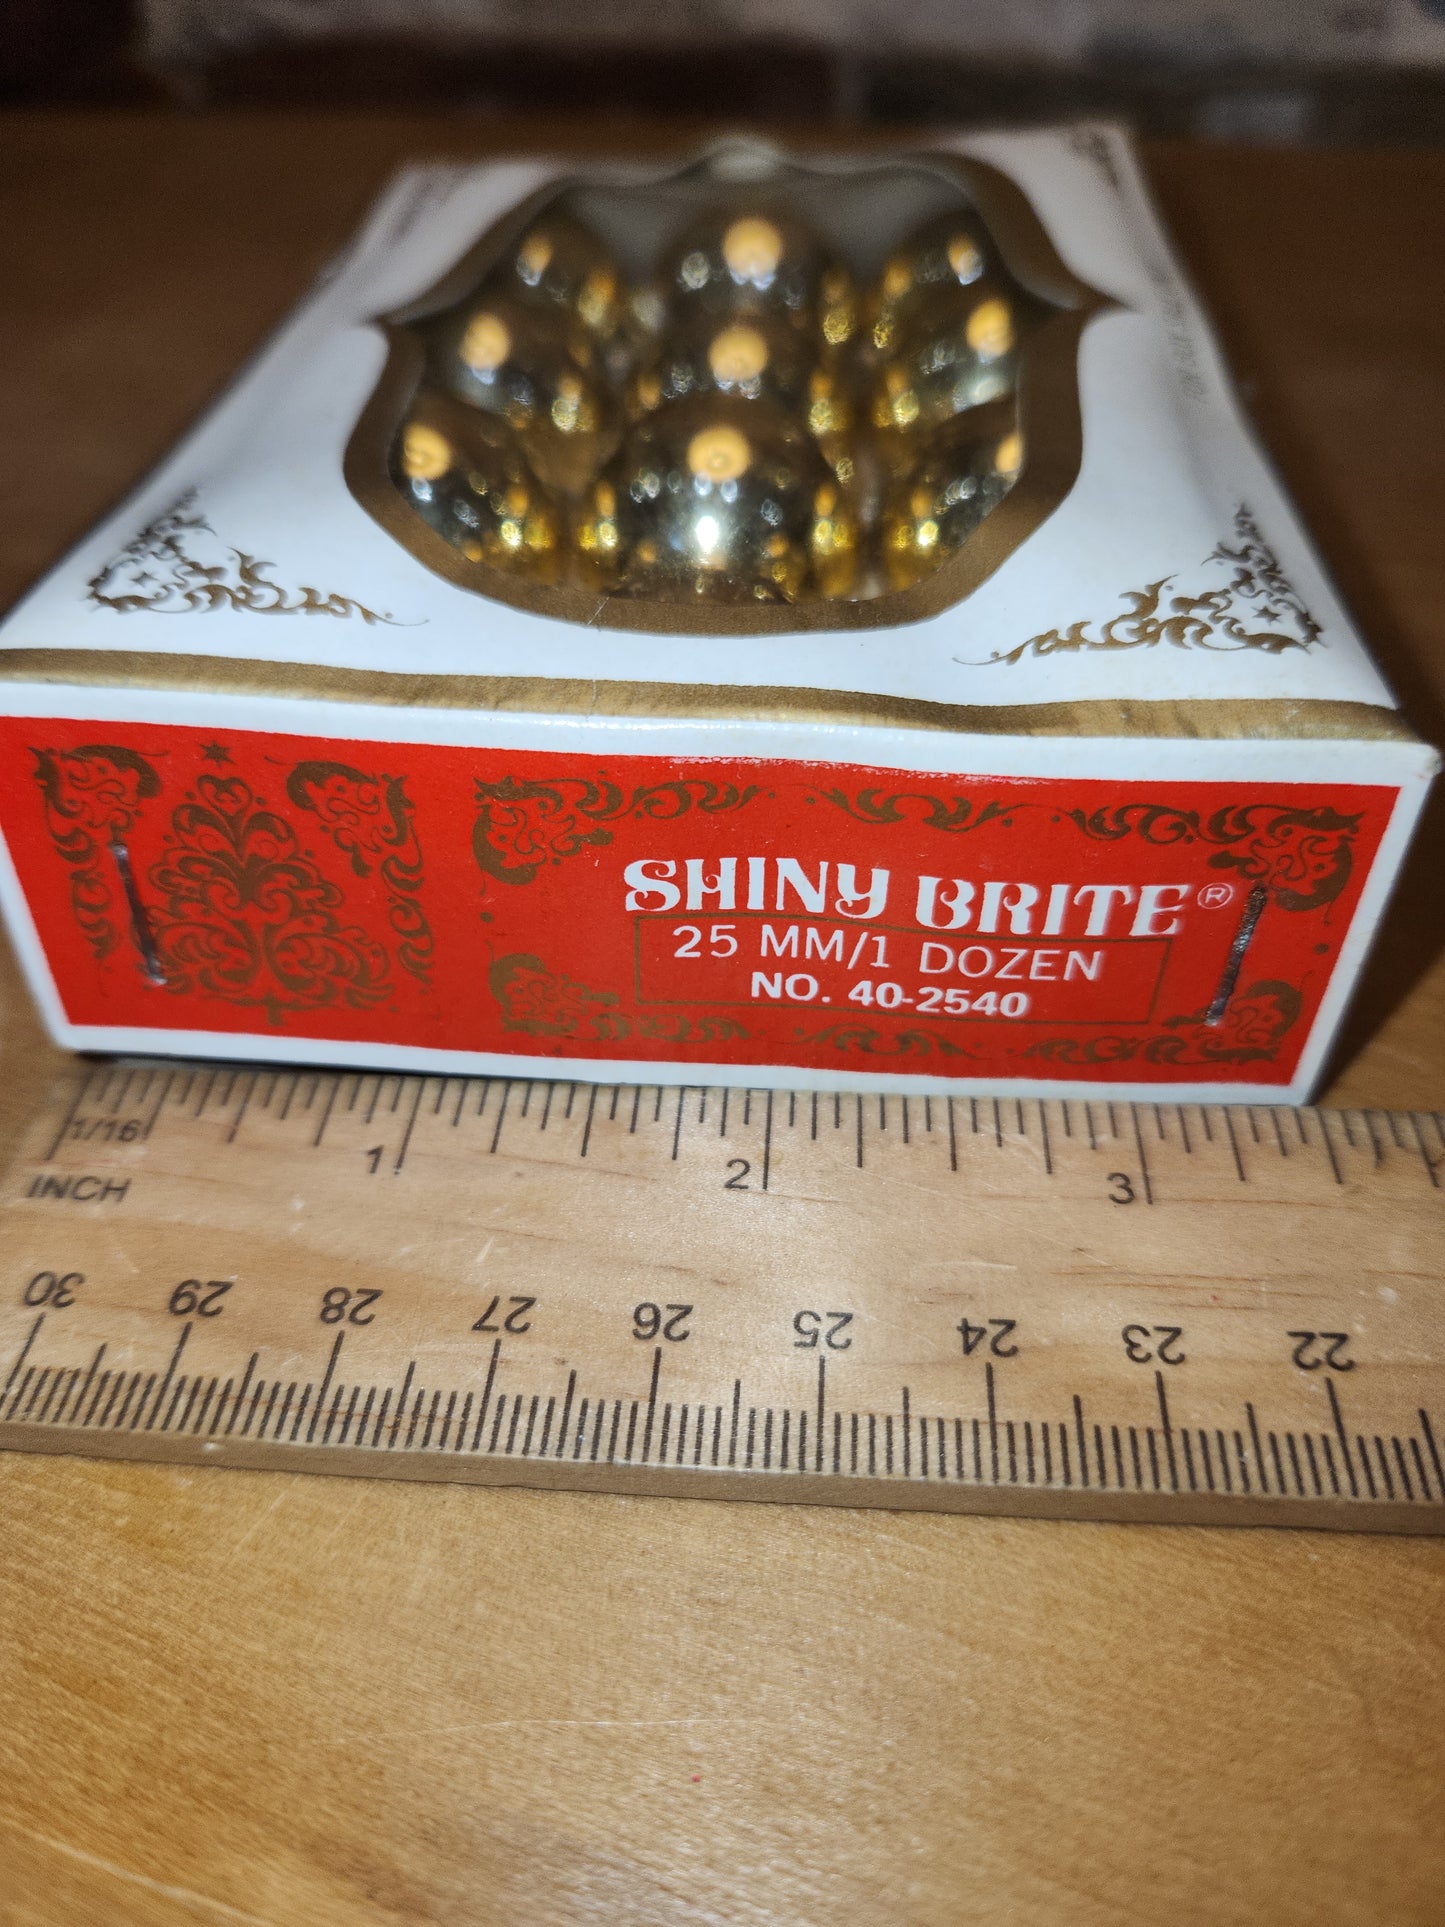 SHINY BRITE®
25 MM/1 DOZEN
NO. 40-2540
1/16
1 2 3
INCH
30 29 28 27 26 25 24 23 22